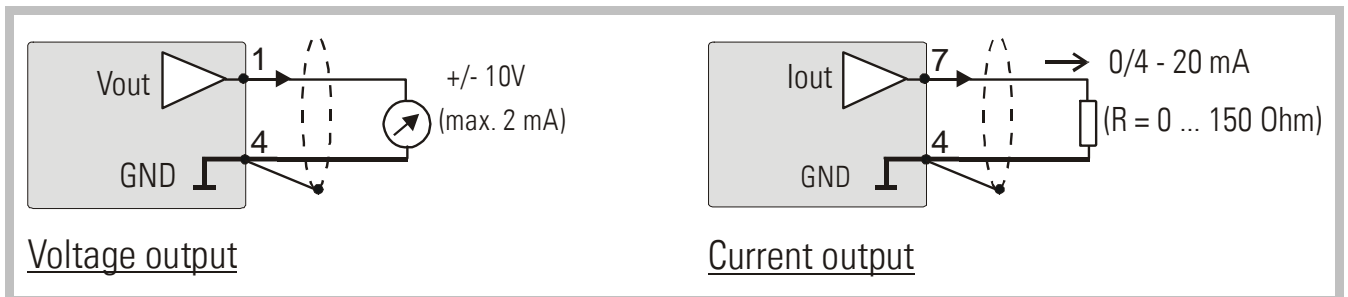 Vout
1
+/- 10V
(max. 2 mA)
4
GND
Voltage output
Iout
7
0/4 - 20 mA
(R = 0 ... 150 Ohm)
4
GND
Current output